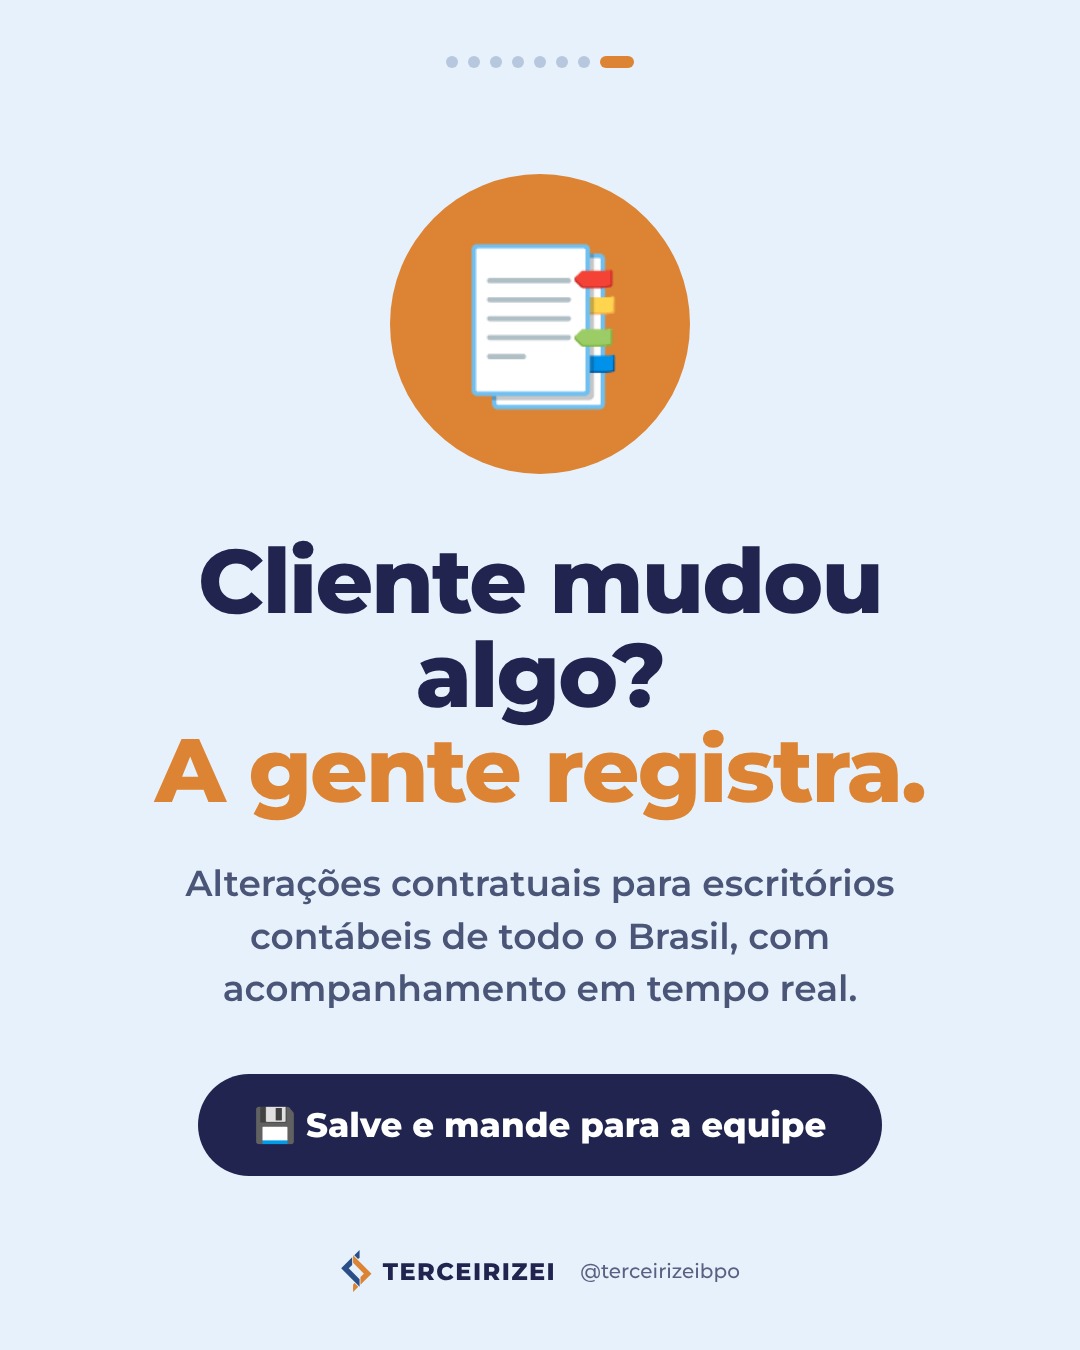 Cliente mudou
algo?
A gente registra.
Alterações contratuais para escritórios
contábeis de todo o Brasil, com
acompanhamento em tempo real.
💾 Salve e mande para a equipe
TERCEIRIZEI @terceirizeibpo